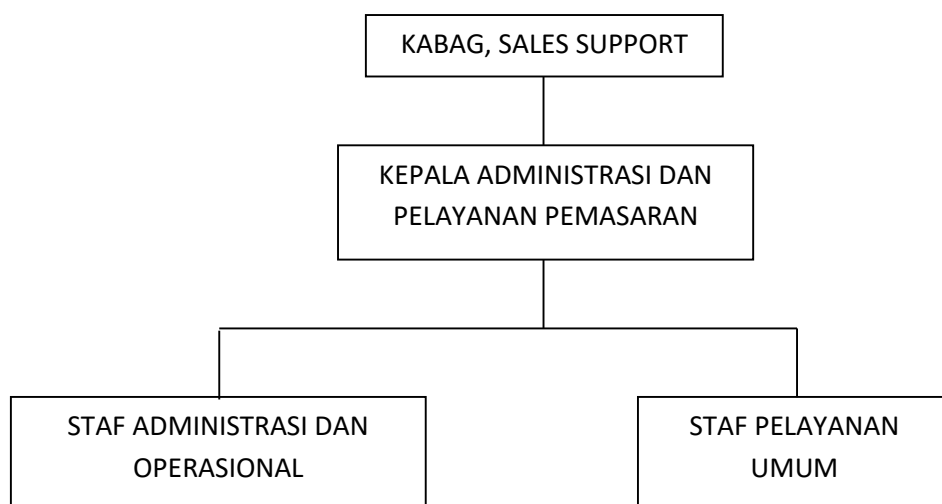 KABAG, SALES SUPPORT
KEPALA ADMINISTRASI DAN
PELAYANAN PEMASARAN
STAF ADMINISTRASI DAN
OPERASIONAL
STAF PELAYANAN
UMUM